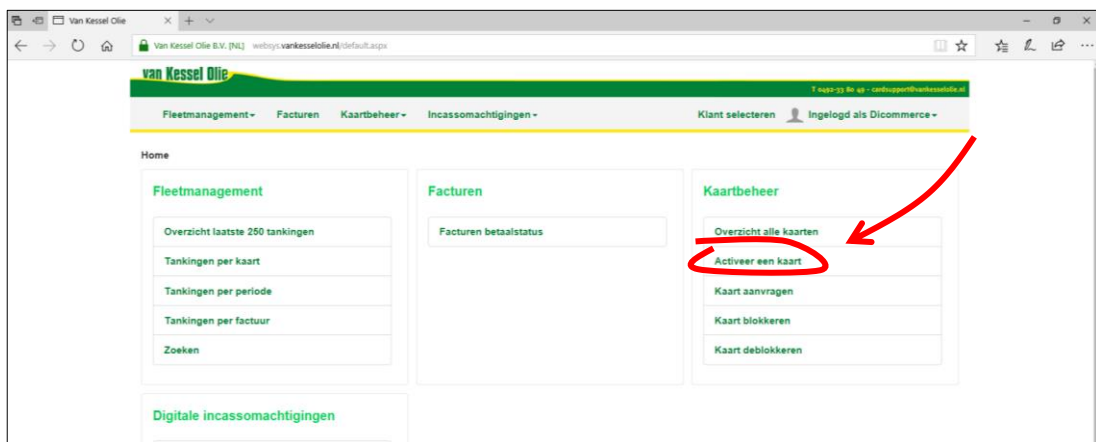 Van Kessel Olie
Van Kessel Olie B.V. [NL] websys.vankesselolie.nl/default.aspx
van Kessel Olie
T 0492-33 80 49 - cardsupport@vankesselolie.nl
Fleetmanagement Facturen Kaartbeheer Incassomachtigingen Klant selecteren Ingelogd als Dicommerce
Home
Fleetmanagement
Overzicht laatste 250 tankingen
Tankingen per kaart
Tankingen per periode
Tankingen per factuur
Zoeken
Facturen
Facturen betaalstatus
Kaartbeheer
Overzicht alle kaarten
Activeer een kaart
Kaart aanvragen
Kaart blokkeren
Kaart deblokkeren
Digitale incassomachtigingen